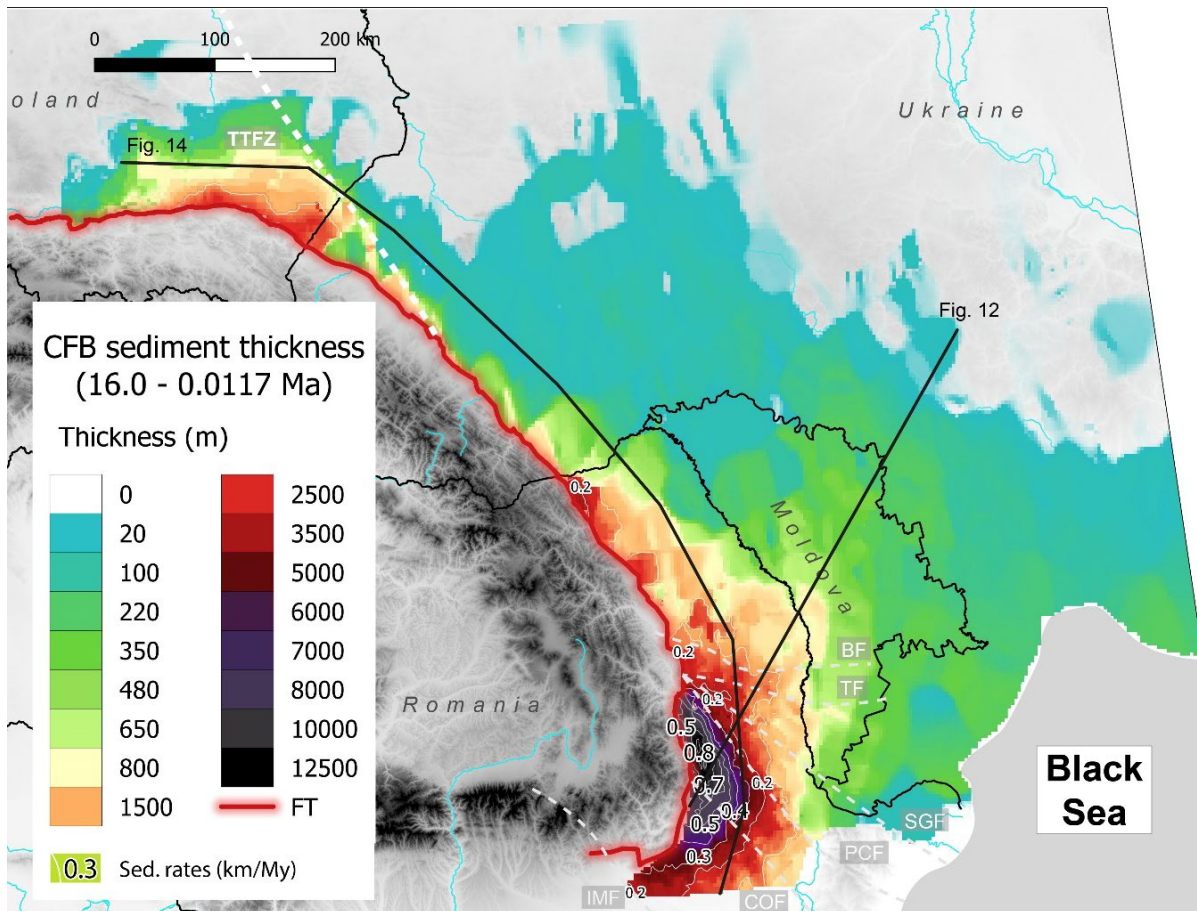 0 100 200 km
oland
Ukraine
TTFZ
Fig. 14
Fig. 12
CFB sediment thickness
(16.0 - 0.0117 Ma)
Thickness (m)
0 2500
20 3500
100 5000
220 6000
350 7000
480 8000
650 10000
800 12500
1500 FT
0.3 Sed. rates (km/My)
0.2
Moldova
BF
0.2
TF
0.2
Romania
0.5
0.8
0.7 0.2
0.4
0.5
0.3
Black
Sea
SGF
PCF
IMF 0 2 COF